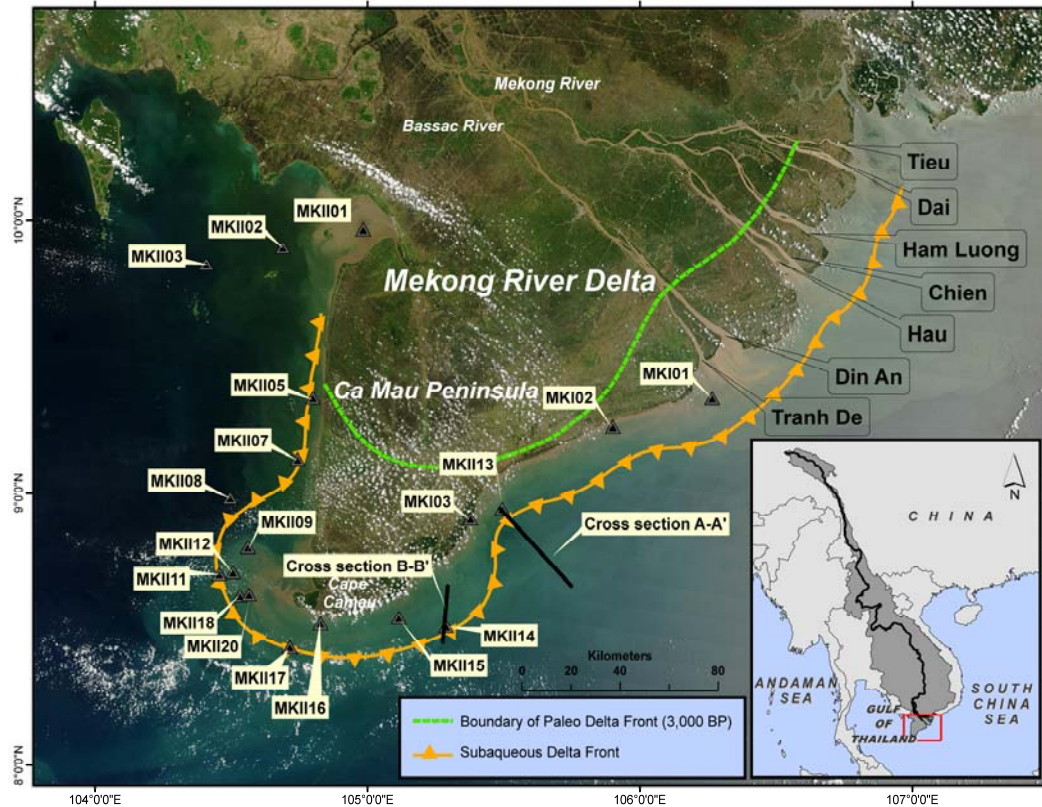 Mekong River
Bassac River
Tieu
Dai
Ham Luong
Chien
Hau
Din An
Tranh De
10°0'0"N
9°0'0"N
8°0'0"N
MKII01
MKII02
MKII03
Mekong River Delta
Ca Mau Peninsula
MKII05
MKI02
MKI01
MKII07
MKII13
MKII08
MKI03
MKII09
Cross section A-A'
MKII12
MKII11
Cross section B-B'
Cape
Camau
MKII18
MKII20
MKII14
MKII17
MKII15
MKII16
Kilometers
0 20 40 80
Boundary of Paleo Delta Front (3,000 BP)
Subaqueous Delta Front
N
CHINA
ANDAMAN
SEA
GULF
OF
THAILAND
SOUTH
CHINA
SEA
104°0'0"E
105°0'0"E
106°0'0"E
107°0'0"E